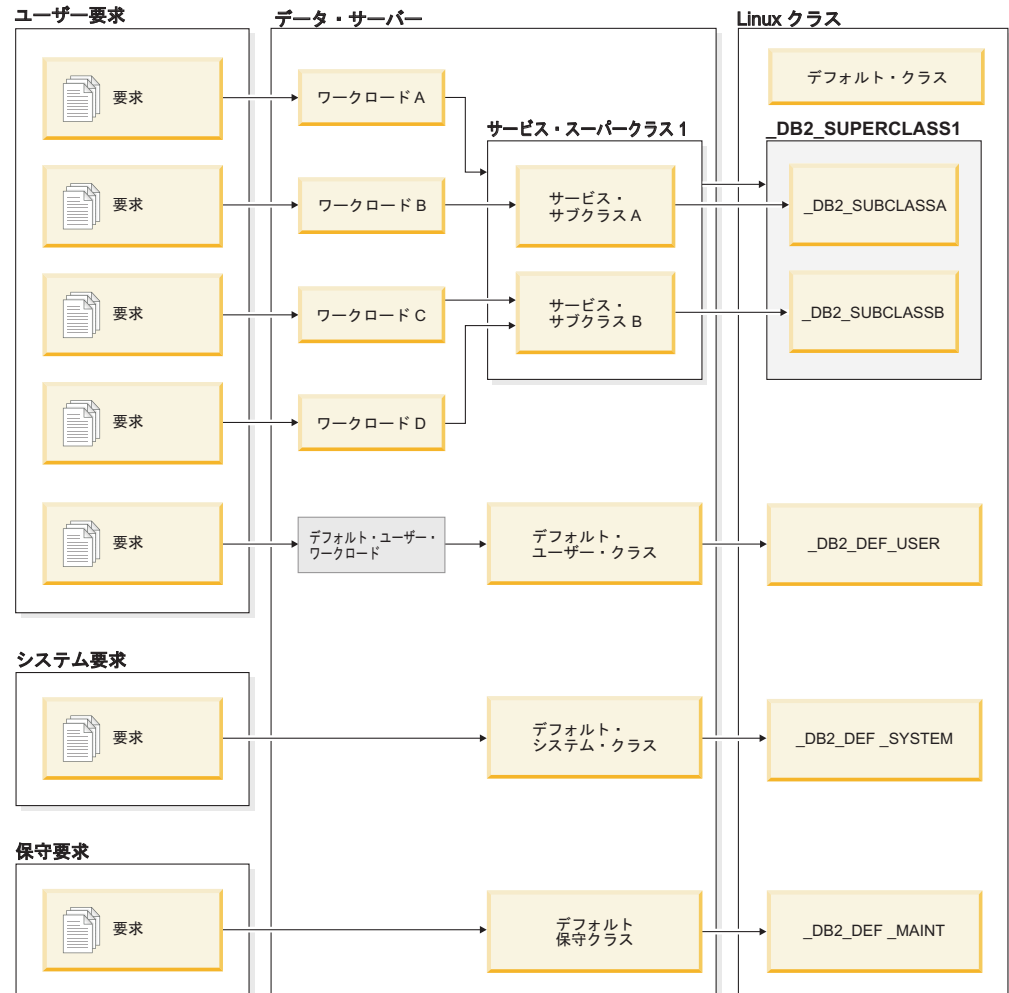 ユーザー要求
データ・サーバー
Linux クラス
要求
ワークロード A
デフォルト・クラス
サービス・スーパークラス 1
_DB2_SUPERCLASS1
要求
ワークロード B
サービス・
サブクラス A
_DB2_SUBCLASSA
要求
ワークロード C
サービス・
サブクラス B
_DB2_SUBCLASSB
要求
ワークロード D
要求
デフォルト・ユーザー・
ワークロード
デフォルト・
ユーザー・クラス
_DB2_DEF_USER
システム要求
要求
デフォルト・
システム・クラス
_DB2_DEF _SYSTEM
保守要求
要求
デフォルト
保守クラス
_DB2_DEF _MAINT